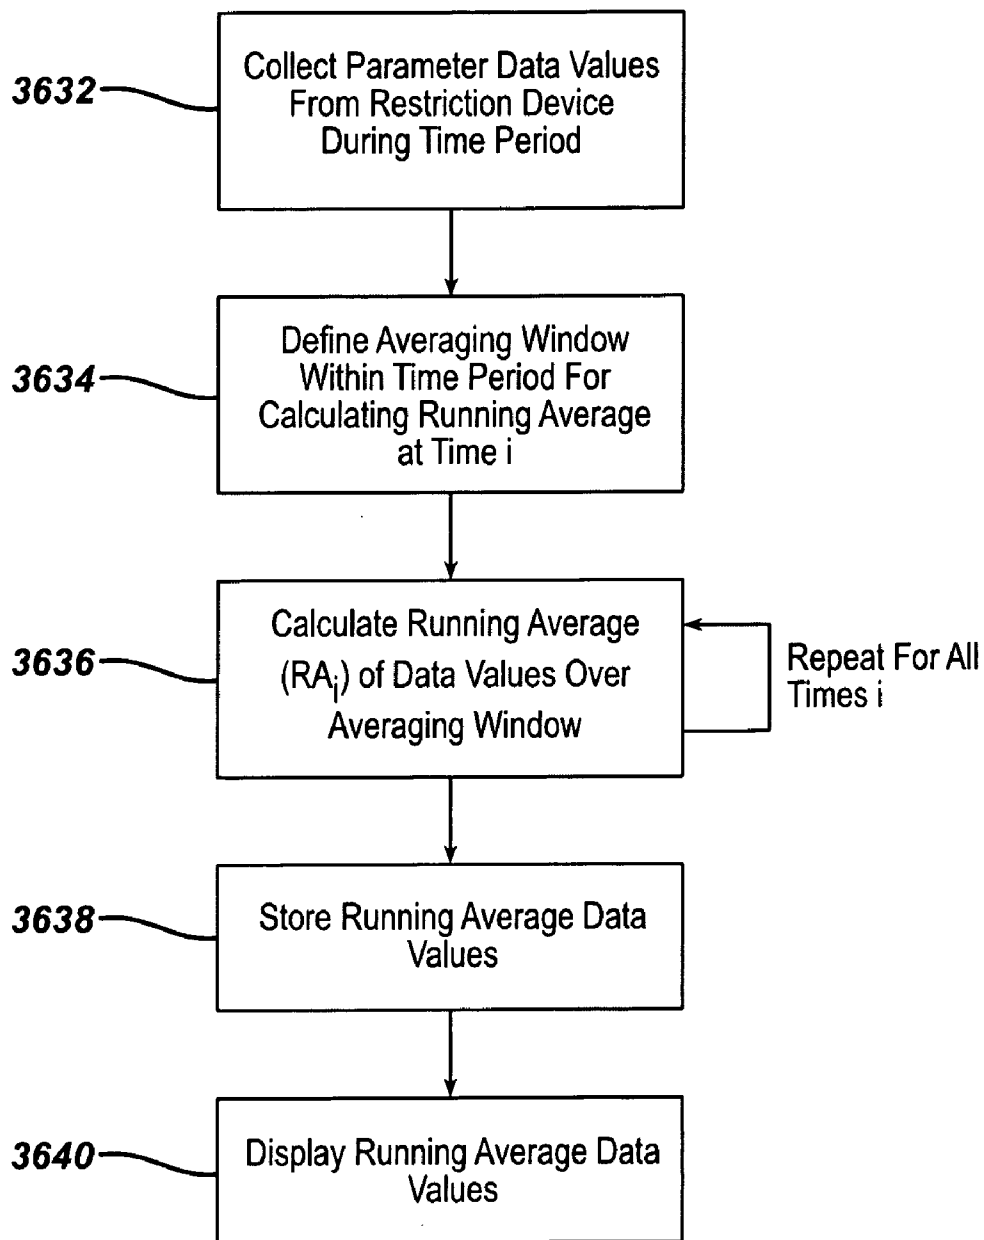 3632
Collect Parameter Data Values
From Restriction Device
During Time Period
3634
Define Averaging Window
Within Time Period For
Calculating Running Average
at Time i
3636
Calculate Running Average
(RAi) of Data Values Over
Averaging Window
Repeat For All
Times i
3638
Store Running Average Data
Values
3640
Display Running Average Data
Values